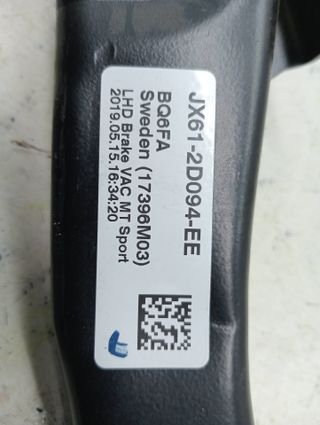 JX61-2D094-EE
BQ6FA
Sweden (17396M03)
LHD Brake VAC MT Sport
2019.05.15.16:34:20